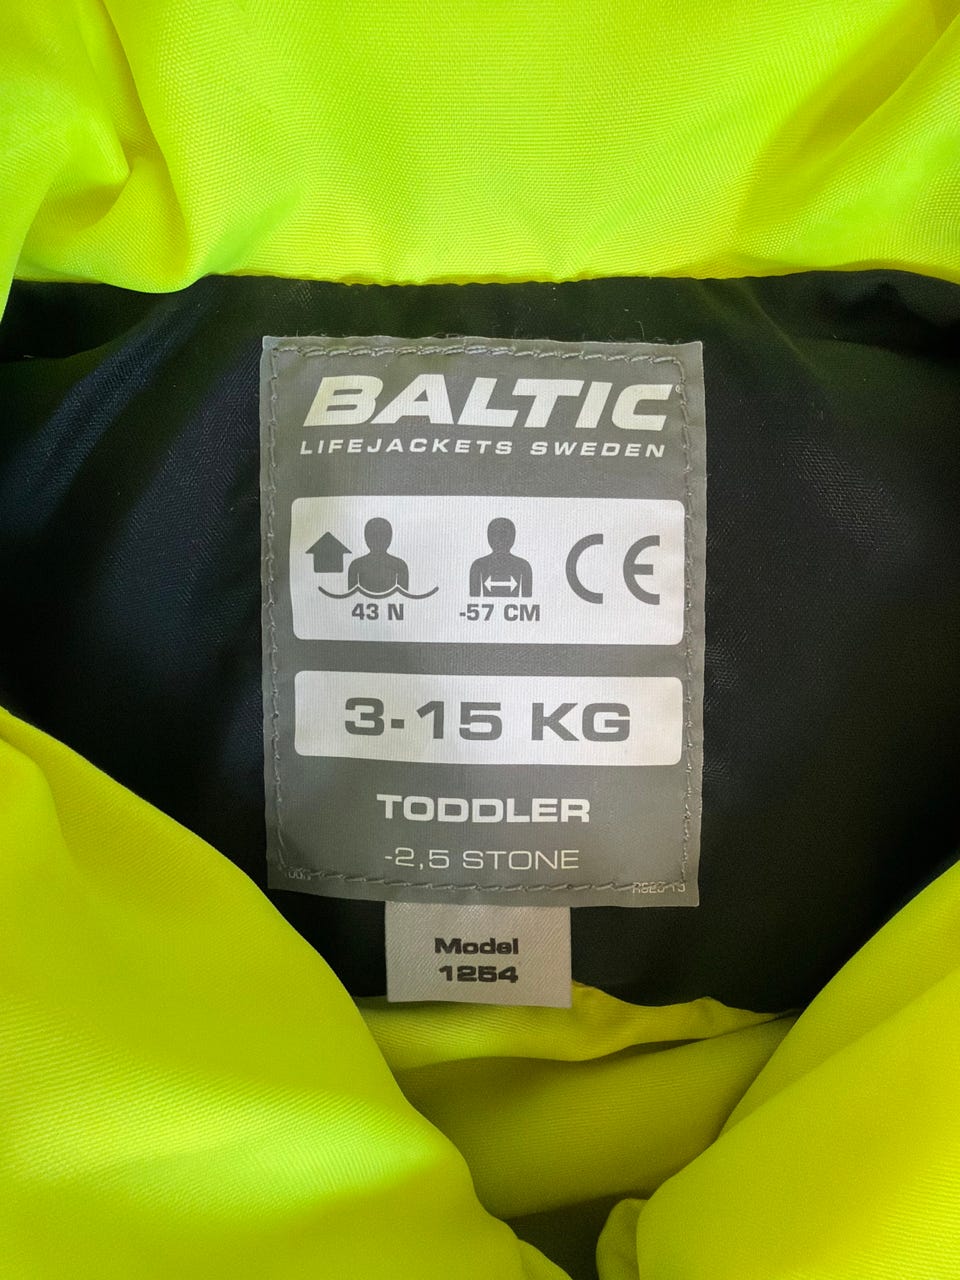 BALTIC
LIFEJACKETS SWEDEN
43 N
-57 CM
CE
3-15 KG
TODDLER
-2,5 STONE
Model
1254